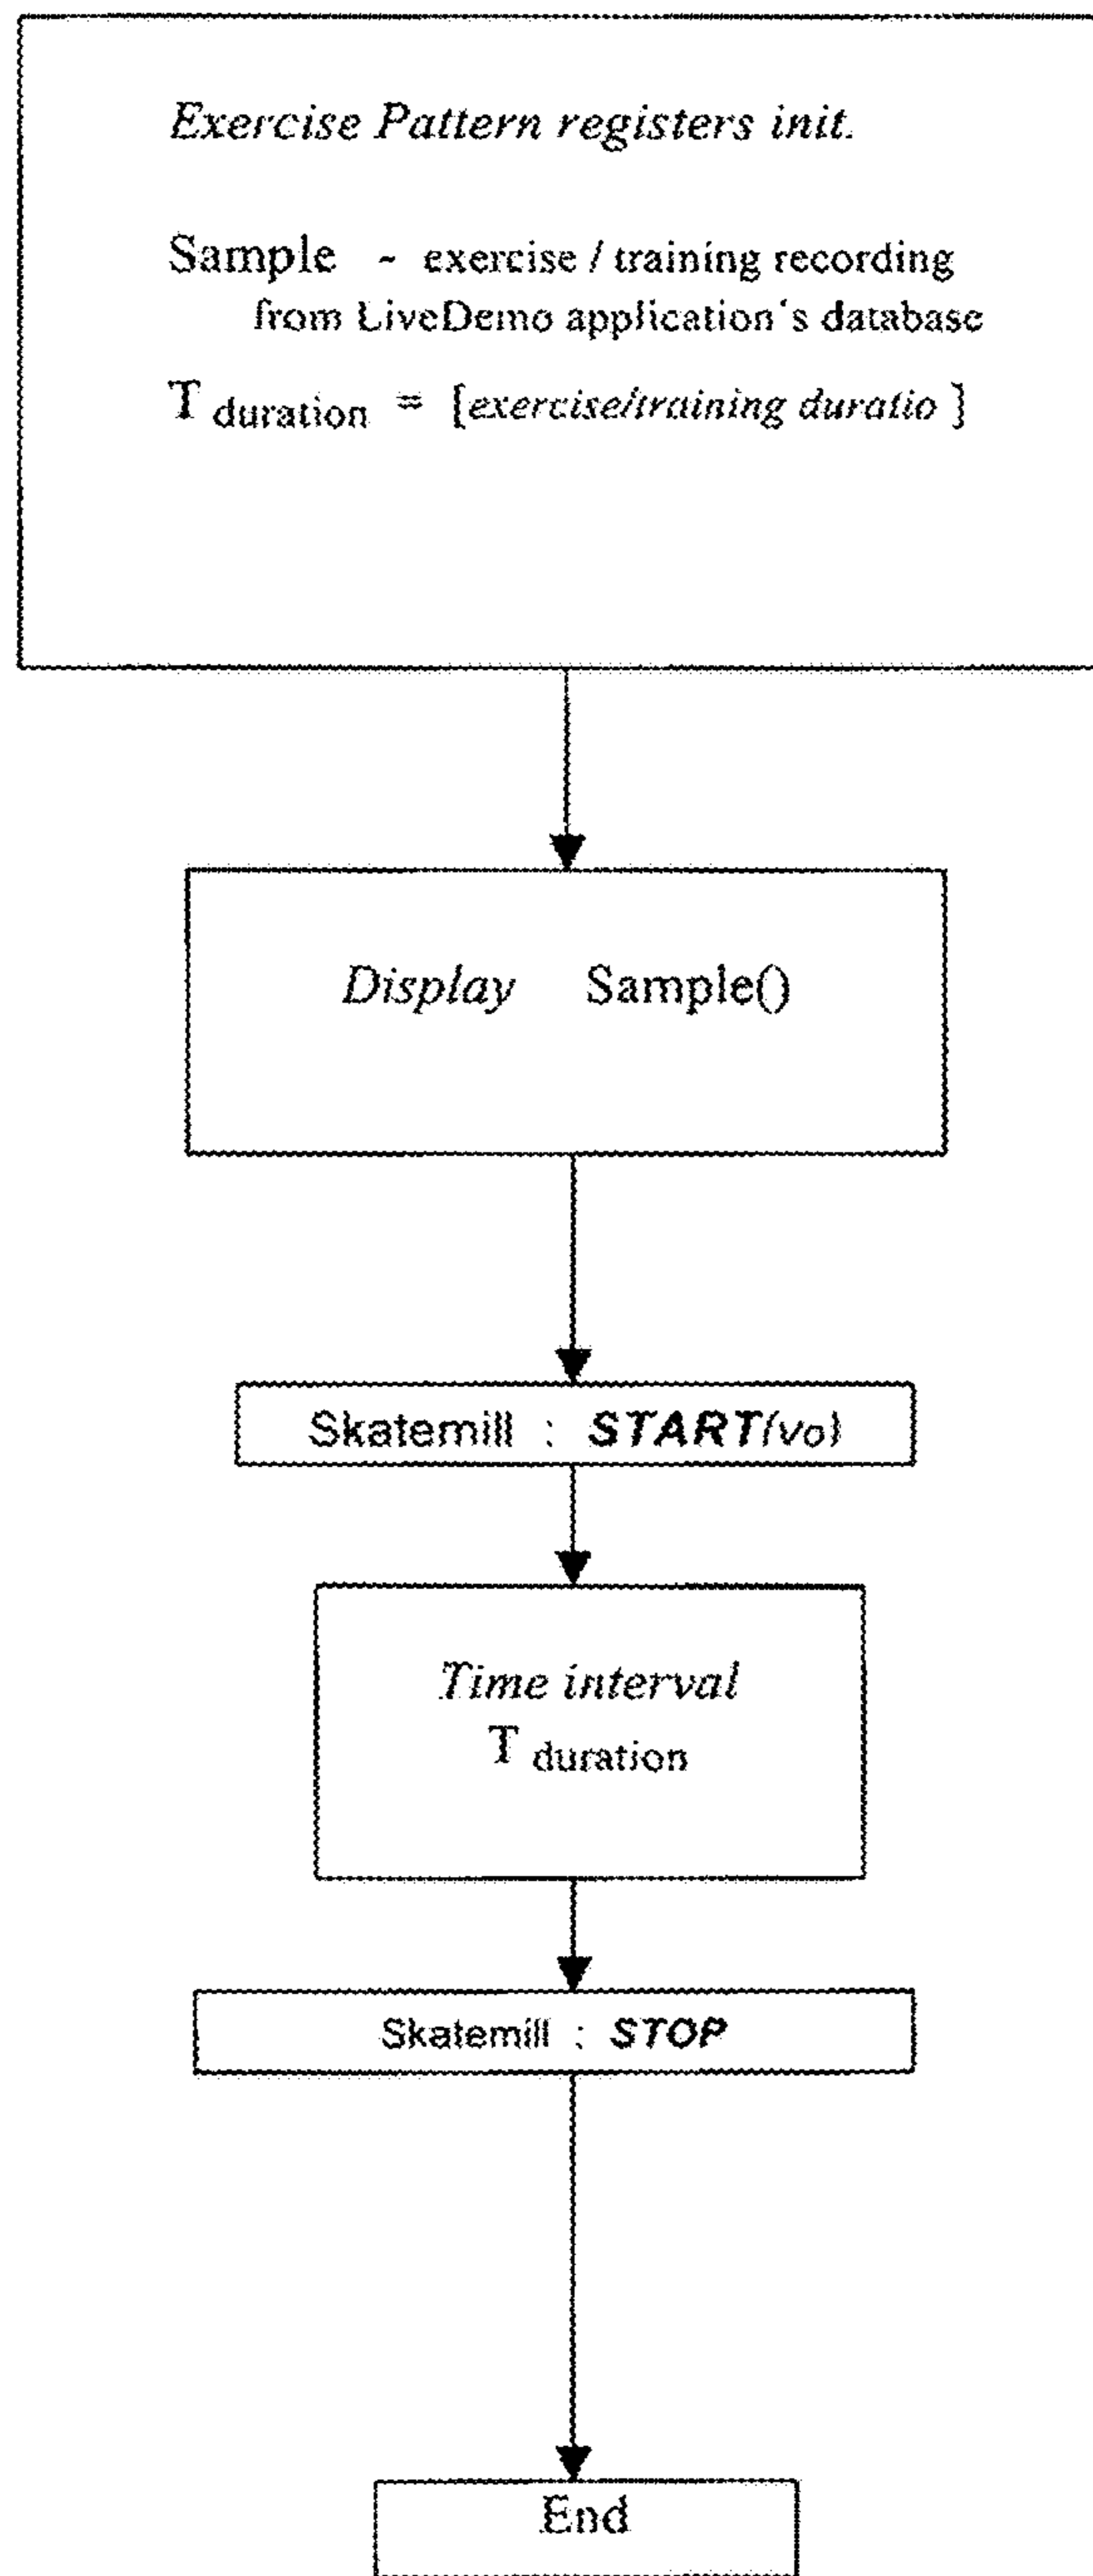 Exercise Pattern registers init.
Sample - exercise / training recording
from LiveDemo application's database
T duration = [exercise/training duratio ]
Display Sample()
Skatemill : START(vo)
Time interval
T duration
Skatemill : STOP
End